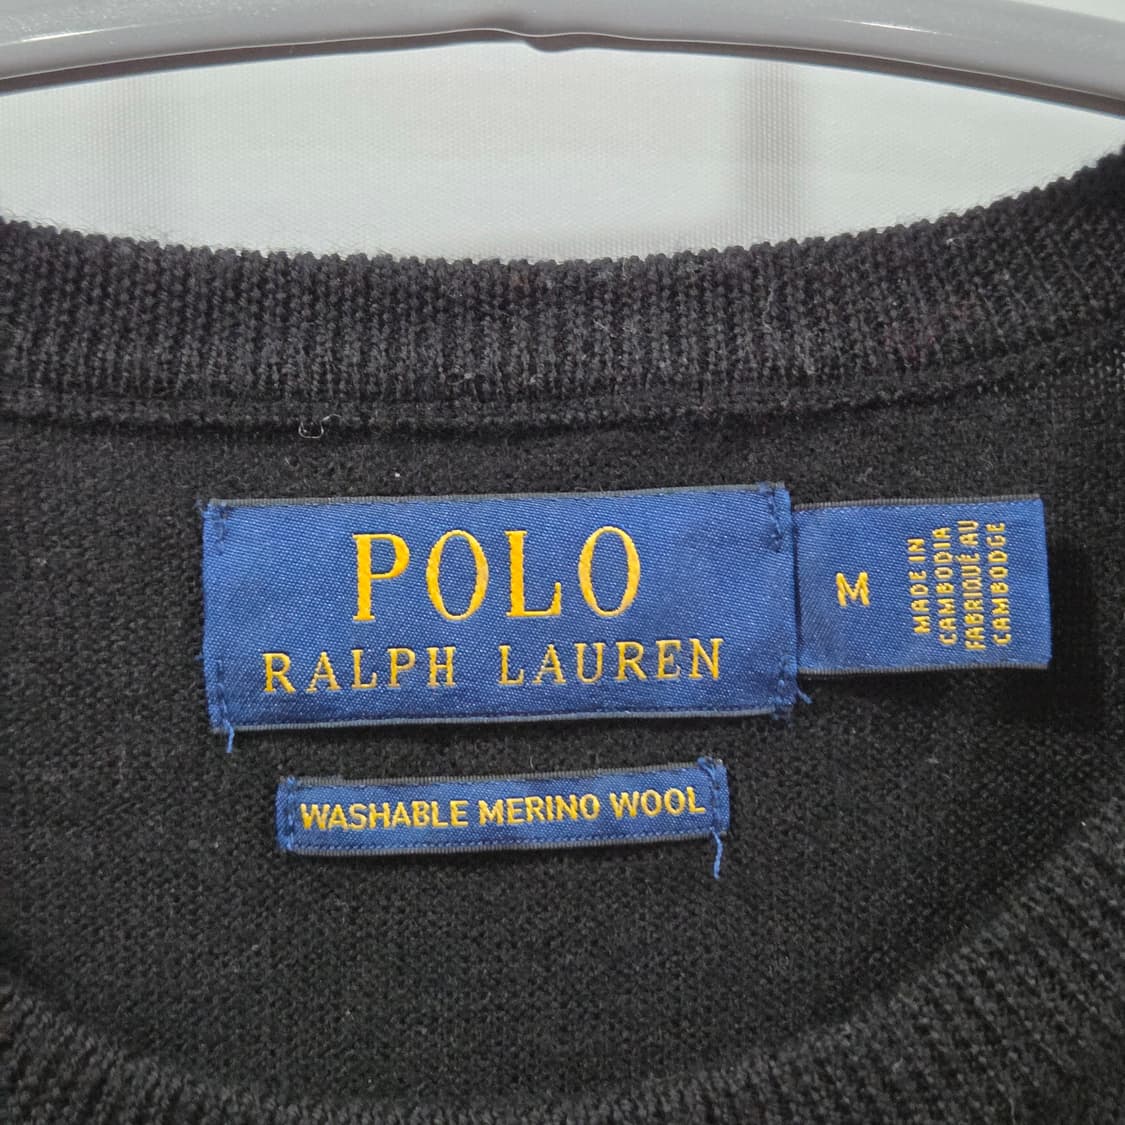 POLO
RALPH LAUREN
M
MADE IN
CAMBODIA
FABRIQUÉ AU
CAMBODGE
WASHABLE MERINO WOOL